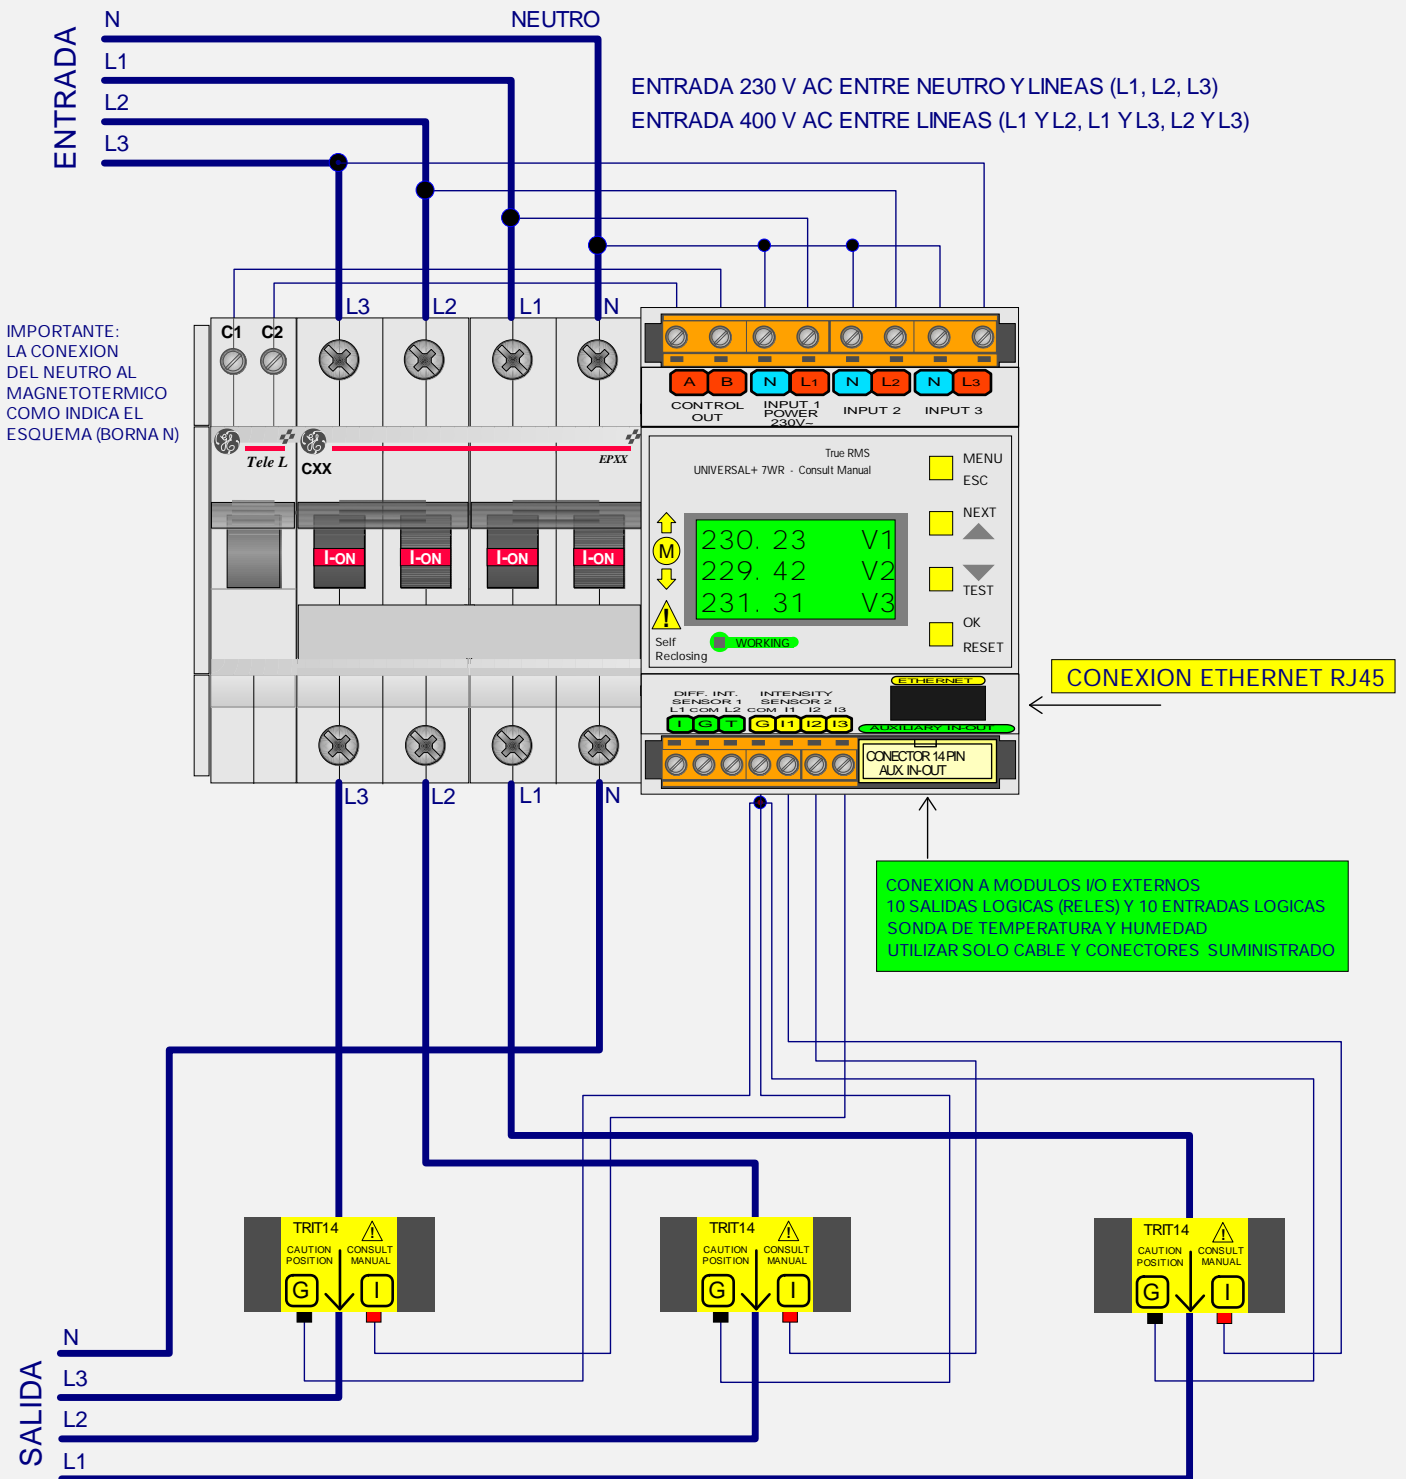 ENTRADA
N
NEUTRO
L1
L2
L3
ENTRADA 230 V AC ENTRE NEUTRO Y LINEAS (L1, L2, L3)
ENTRADA 400 V AC ENTRE LINEAS (L1 Y L2, L1 Y L3, L2 Y L3)
L3 L2 L1 N
IMPORTANTE:
LA CONEXION
DEL NEUTRO AL
MAGNETOTERMICO
COMO INDICA EL
ESQUEMA (BORNA N)
C1 C2
A B N L1 N L2 N L3
CONTROL OUT
INPUT 1 POWER 230V~
INPUT 2
INPUT 3
Tele L
CXX
EPXX
True RMS
UNIVERSAL+ 7WR - Consult Manual
MENU
ESC
NEXT
TEST
OK
RESET
M
230. 23 V1
229. 42 V2
231. 31 V3
I-ON I-ON I-ON I-ON
!
Self
Reclosing
WORKING
CONEXION ETHERNET RJ45
ETHERNET
DIFF. INT. SENSOR 1
INTENSITY SENSOR 2
L1 COM L2 COM I1 I2 I3
I G T G I1 I2 I3
AUXILIARY IN-OUT
CONECTOR 14 PIN
AUX. IN-OUT
L3 L2 L1 N
CONEXION A MODULOS I/O EXTERNOS
10 SALIDAS LOGICAS (RELES) Y 10 ENTRADAS LOGICAS
SONDA DE TEMPERATURA Y HUMEDAD
UTILIZAR SOLO CABLE Y CONECTORES SUMINISTRADO
TRIT14
!
CAUTION POSITION
CONSULT MANUAL
G I
TRIT14
!
CAUTION POSITION
CONSULT MANUAL
G I
TRIT14
!
CAUTION POSITION
CONSULT MANUAL
G I
SALIDA
N
L3
L2
L1